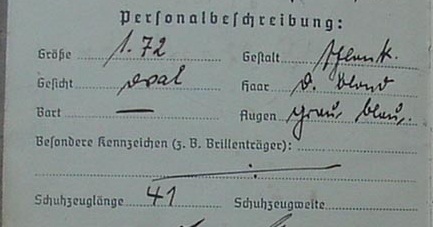 Personalbeschreibung:
Größe 1.72 Gestalt schlank.
Gesicht oval Haar d. blond
Bart — Augen grau, blau.
Besondere Kennzeichen (z. B. Brillenträger):
Schuhzeuglänge 41 Schuhzeugweite